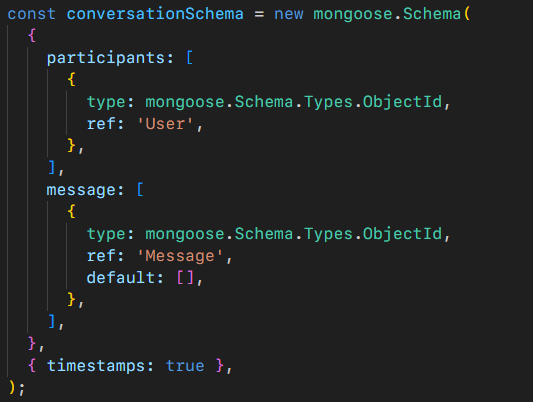 const conversationSchema = new mongoose.Schema(
  {
    participants: [
      {
        type: mongoose.Schema.Types.ObjectId,
        ref: 'User',
      },
    ],
    message: [
      {
        type: mongoose.Schema.Types.ObjectId,
        ref: 'Message',
        default: [],
      },
    ],
  },
  { timestamps: true },
);